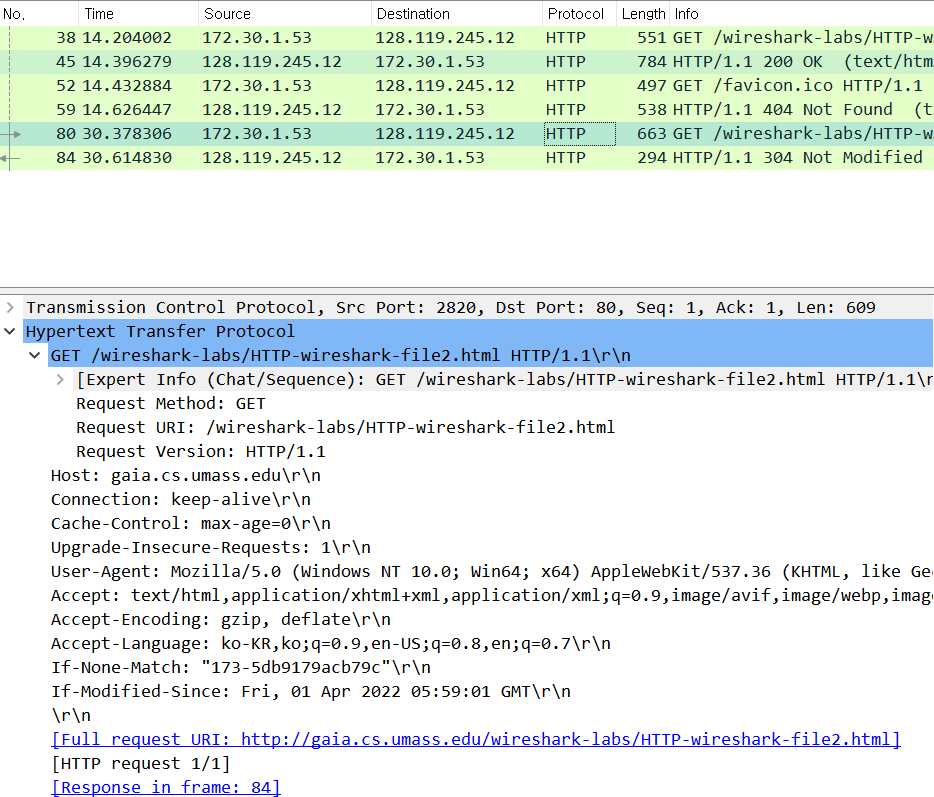 No. Time Source Destination Protocol Length Info
38 14.204002 172.30.1.53 128.119.245.12 HTTP 551 GET /wireshark-labs/HTTP-w
45 14.396279 128.119.245.12 172.30.1.53 HTTP 784 HTTP/1.1 200 OK (text/htm
52 14.432884 172.30.1.53 128.119.245.12 HTTP 497 GET /favicon.ico HTTP/1.1
59 14.626447 128.119.245.12 172.30.1.53 HTTP 538 HTTP/1.1 404 Not Found (t
80 30.378306 172.30.1.53 128.119.245.12 HTTP 663 GET /wireshark-labs/HTTP-w
84 30.614830 128.119.245.12 172.30.1.53 HTTP 294 HTTP/1.1 304 Not Modified
Transmission Control Protocol, Src Port: 2820, Dst Port: 80, Seq: 1, Ack: 1, Len: 609
Hypertext Transfer Protocol
GET /wireshark-labs/HTTP-wireshark-file2.html HTTP/1.1\r\n
[Expert Info (Chat/Sequence): GET /wireshark-labs/HTTP-wireshark-file2.html HTTP/1.1\r
Request Method: GET
Request URI: /wireshark-labs/HTTP-wireshark-file2.html
Request Version: HTTP/1.1
Host: gaia.cs.umass.edu\r\n
Connection: keep-alive\r\n
Cache-Control: max-age=0\r\n
Upgrade-Insecure-Requests: 1\r\n
User-Agent: Mozilla/5.0 (Windows NT 10.0; Win64; x64) AppleWebKit/537.36 (KHTML, like Ge
Accept: text/html,application/xhtml+xml,application/xml;q=0.9,image/avif,image/webp,imag
Accept-Encoding: gzip, deflate\r\n
Accept-Language: ko-KR,ko;q=0.9,en-US;q=0.8,en;q=0.7\r\n
If-None-Match: "173-5db9179acb79c"\r\n
If-Modified-Since: Fri, 01 Apr 2022 05:59:01 GMT\r\n
\r\n
[Full request URI: http://gaia.cs.umass.edu/wireshark-labs/HTTP-wireshark-file2.html]
[HTTP request 1/1]
[Response in frame: 84]